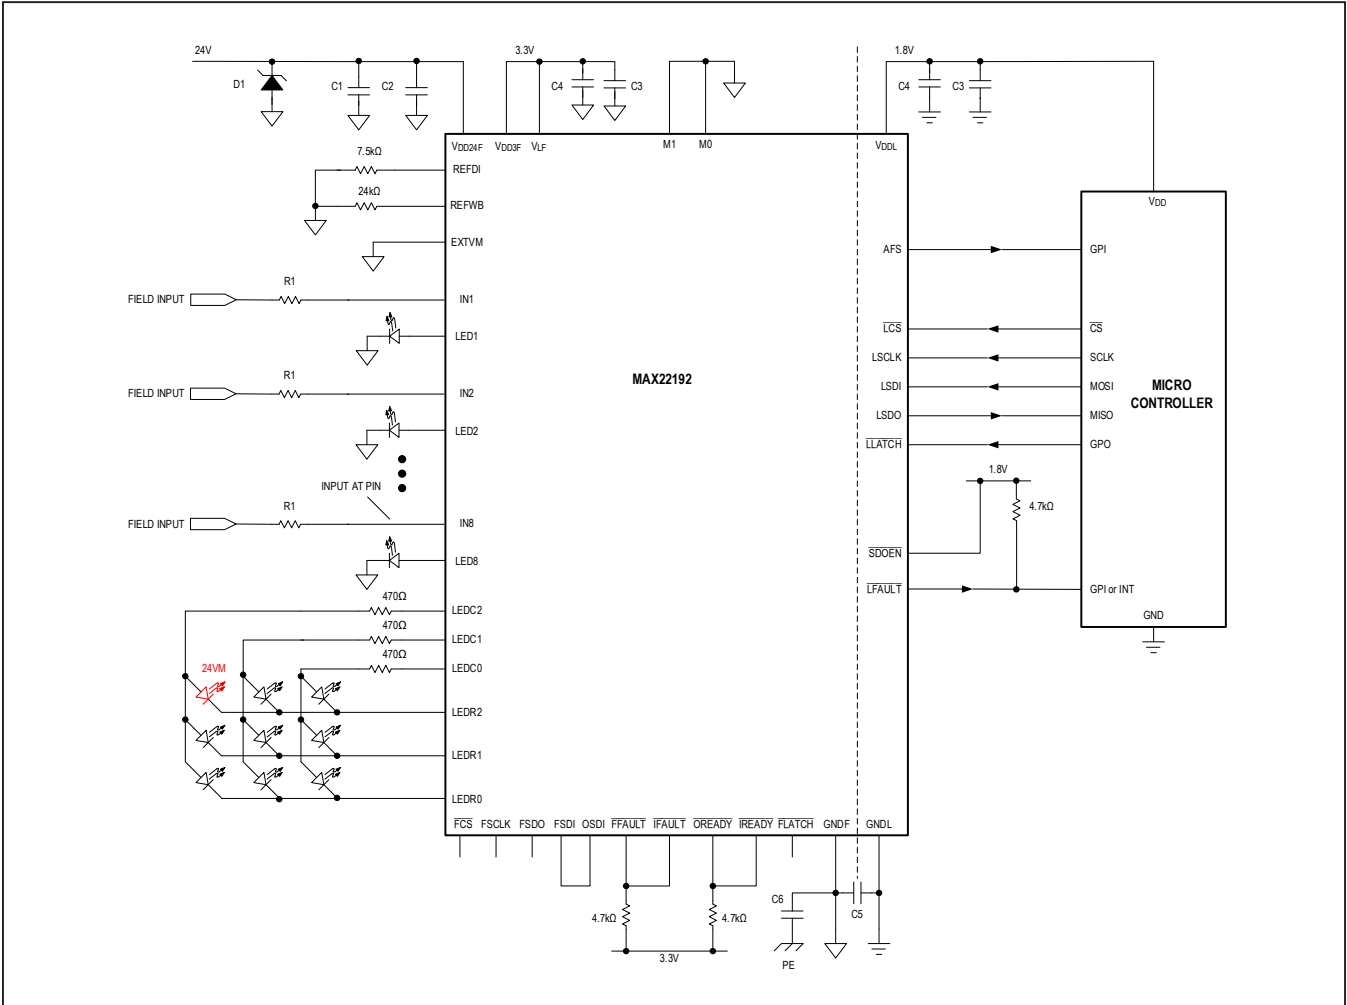 24V
3.3V
1.8V
D1
C1
C2
C4
C3
C4
C3
VDD24F
VDD3F
VLF
M1
M0
VDDL
7.5kΩ
REFDI
24kΩ
REFWB
EXTVM
VDD
AFS
GPI
R1
FIELD INPUT
IN1
LED1
LCS
CS
LSCLK
SCLK
R1
FIELD INPUT
IN2
MAX22192
LSDI
MOSI
MICRO
CONTROLLER
LSDO
MISO
LED2
LLATCH
GPO
INPUT AT PIN
1.8V
4.7kΩ
R1
FIELD INPUT
IN8
SDOEN
LED8
LFAULT
GPI or INT
GND
470Ω
LEDC2
470Ω
LEDC1
470Ω
LEDC0
24VM
LEDR2
LEDR1
LEDR0
FCS
FSCLK
FSDO
FSDI
OSDI
FFAULT
IFAULT
OREADY
IREADY
FLATCH
GNDF
GNDL
C6
C5
4.7kΩ
4.7kΩ
3.3V
PE